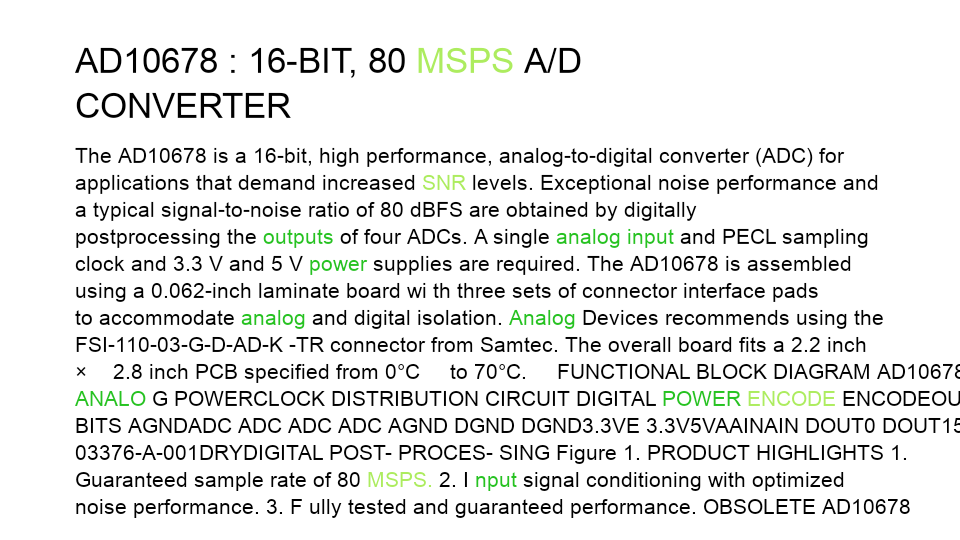 AD10678 : 16-BIT, 80 MSPS A/D
CONVERTER
The AD10678 is a 16-bit, high performance, analog-to-digital converter (ADC) for
applications that demand increased SNR levels. Exceptional noise performance and
a typical signal-to-noise ratio of 80 dBFS are obtained by digitally
postprocessing the outputs of four ADCs. A single analog input and PECL sampling
clock and 3.3 V and 5 V power supplies are required. The AD10678 is assembled
using a 0.062-inch laminate board wi th three sets of connector interface pads
to accommodate analog and digital isolation. Analog Devices recommends using the
FSI-110-03-G-D-AD-K -TR connector from Samtec. The overall board fits a 2.2 inch
× 2.8 inch PCB specified from 0°C to 70°C. FUNCTIONAL BLOCK DIAGRAM AD10678
ANALO G POWERCLOCK DISTRIBUTION CIRCUIT DIGITAL POWER ENCODE ENCODEOU
BITS AGNDADC ADC ADC ADC AGND DGND DGND3.3VE 3.3V5VAAINAIN DOUT0 DOUT15
03376-A-001DRYDIGITAL POST- PROCES- SING Figure 1. PRODUCT HIGHLIGHTS 1.
Guaranteed sample rate of 80 MSPS. 2. I nput signal conditioning with optimized
noise performance. 3. F ully tested and guaranteed performance. OBSOLETE AD10678